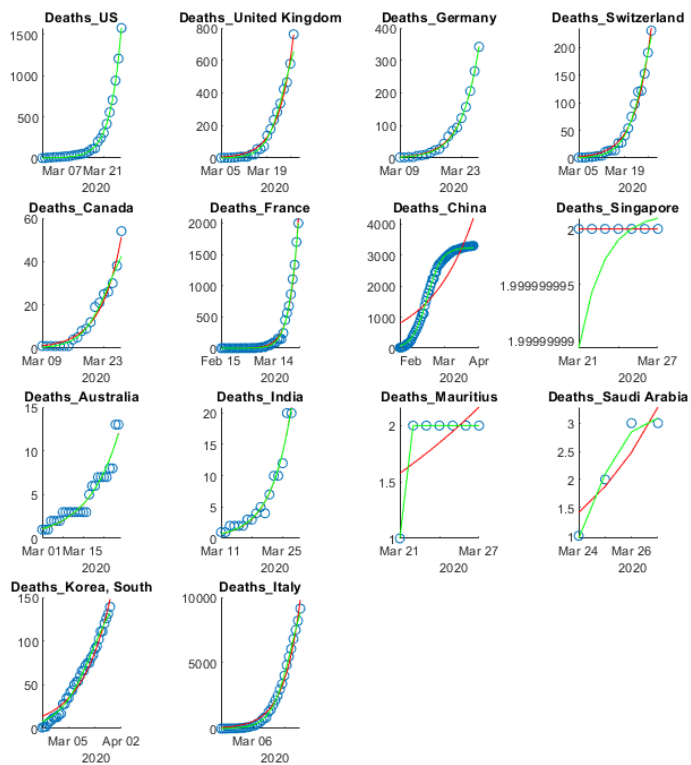 Deaths_US
1500
1000
500
0
Mar 07 Mar 21
2020
Deaths_United Kingdom
800
600
400
200
0
Mar 05 Mar 19
2020
Deaths_Germany
400
300
200
100
0
Mar 09 Mar 23
2020
Deaths_Switzerland
200
150
100
50
0
Mar 05 Mar 19
2020
Deaths_Canada
60
40
20
0
Mar 09 Mar 23
2020
Deaths_France
2000
1500
1000
500
0
Feb 15 Mar 14
2020
Deaths_China
4000
3000
2000
1000
0
Feb Mar Apr
2020
Deaths_Singapore
2
1.999999995
1.99999999
Mar 21 Mar 27
2020
Deaths_Australia
15
10
5
0
Mar 01 Mar 15
2020
Deaths_India
20
15
10
5
0
Mar 11 Mar 25
2020
Deaths_Mauritius
2
1.5
1
Mar 21 Mar 27
2020
Deaths_Saudi Arabia
3
2.5
2
1.5
1
Mar 24 Mar 26
2020
Deaths_Korea, South
150
100
50
0
Mar 05 Apr 02
2020
Deaths_Italy
10000
5000
0
Mar 06
2020